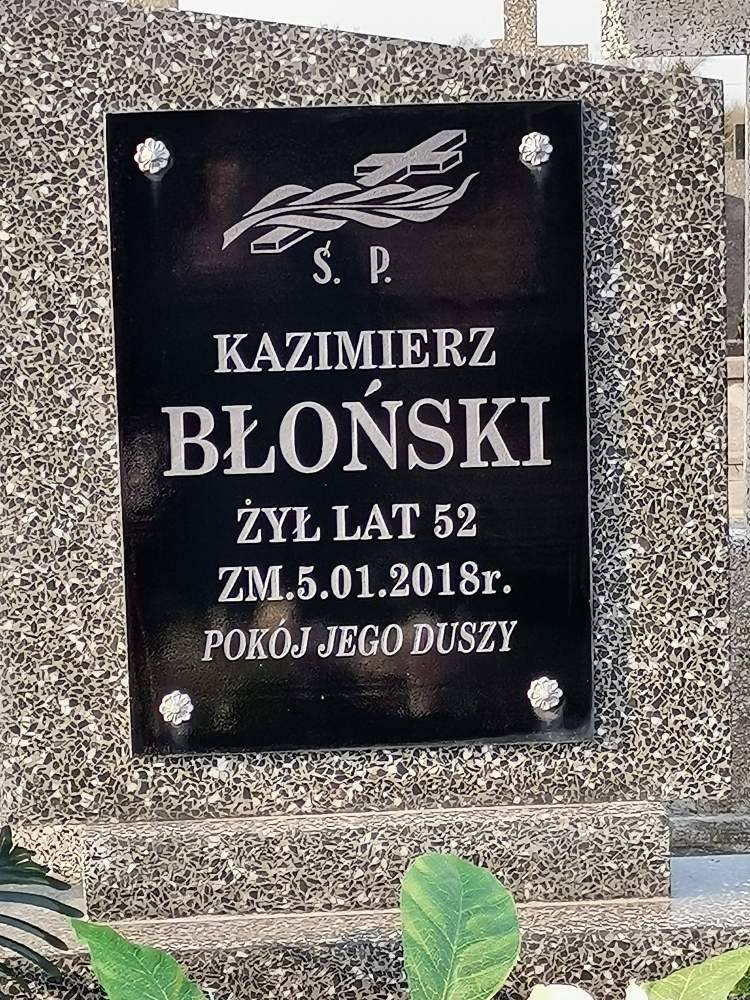 Ś. P.
KAZIMIERZ
BŁOŃSKI
ŻYŁ LAT 52
ZM.5.01.2018r.
POKÓJ JEGO DUSZY